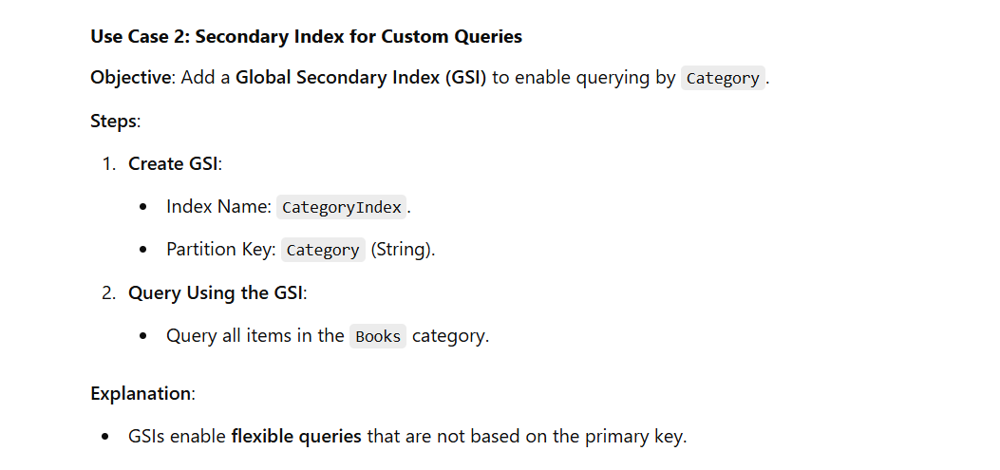 Use Case 2: Secondary Index for Custom Queries
Objective: Add a Global Secondary Index (GSI) to enable querying by Category.
Steps:
1. Create GSI:
• Index Name: CategoryIndex.
• Partition Key: Category (String).
2. Query Using the GSI:
• Query all items in the Books category.
Explanation:
• GSIs enable flexible queries that are not based on the primary key.